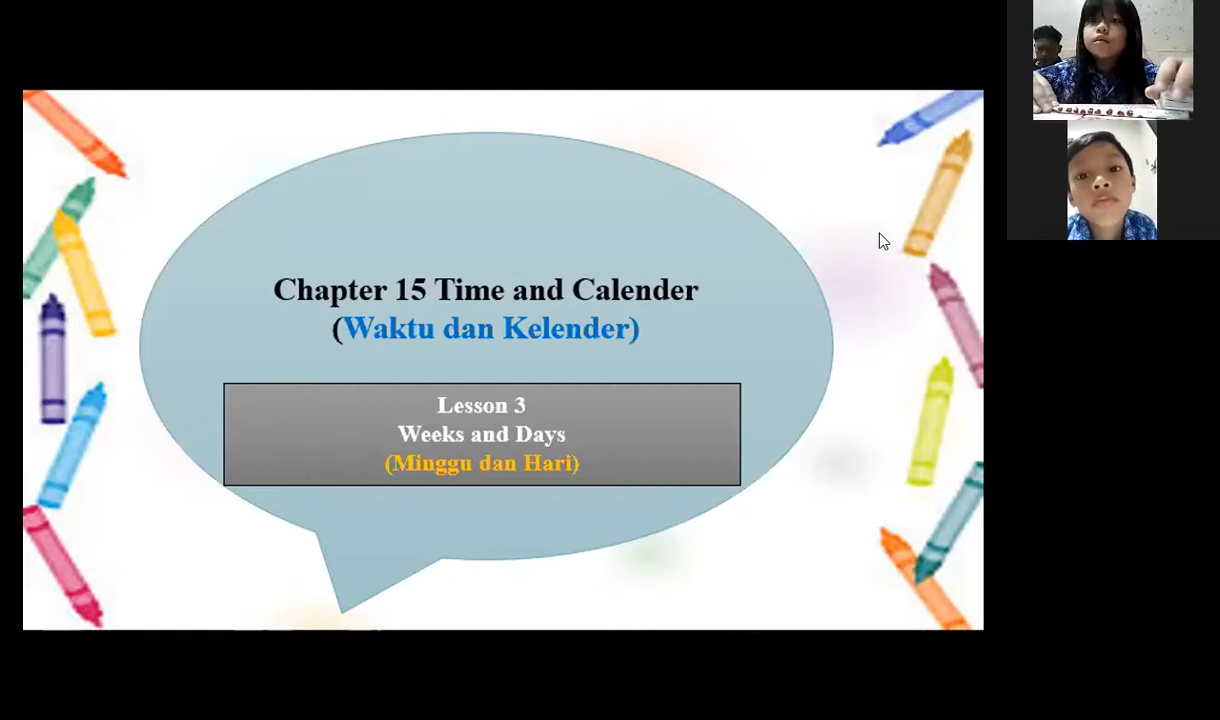 Chapter 15 Time and Calender
(Waktu dan Kelender)
Lesson 3
Weeks and Days
(Minggu dan Hari)